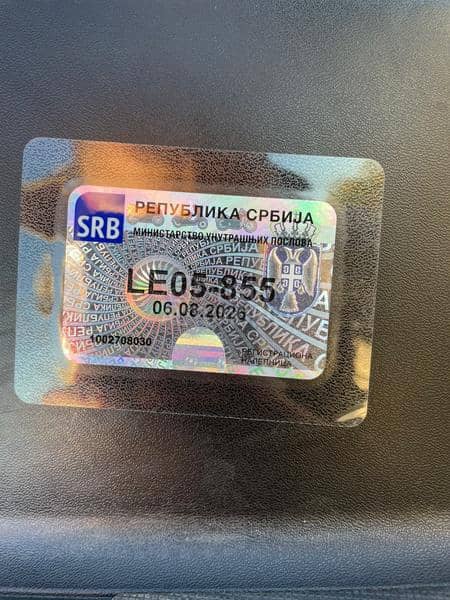 SRB
РЕПУБЛИКА СРБИЈА
МИНИСТАРСТВО УНУТРАШЊИХ ПОСЛОВА
LE05-855
06.08.2026
1002708030
РЕГИСТРАЦИОНА
НАЛЕПНИЦА